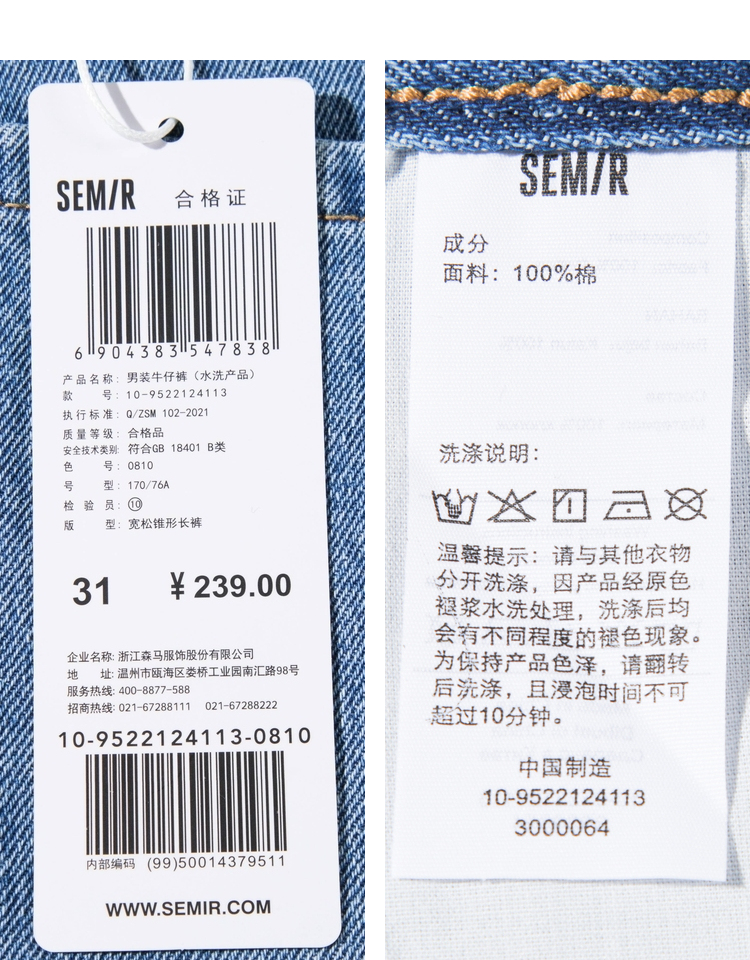 SEMIR 合格证
6 904383 547838
产品名称: 男装牛仔裤（水洗产品）
款 号: 10-9522124113
执行标准: Q/ZSM 102-2021
质量等级: 合格品
安全技术类别: 符合GB 18401 B类
色 号: 0810
号 型: 170/76A
检 验 员: ⑩
版 型: 宽松锥形长裤
31 ¥239.00
企业名称: 浙江森马服饰股份有限公司
地 址: 温州市瓯海区娄桥工业园南汇路98号
服务热线: 400-8877-588
招商热线: 021-67288111 021-67288222
10-9522124113-0810
内部编码 (99)50014379511
WWW.SEMIR.COM
SEMIR
成分
面料: 100%棉
洗涤说明:
温馨提示: 请与其他衣物
分开洗涤, 因产品经原色
褪浆水洗处理, 洗涤后均
会有不同程度的褪色现象。
为保持产品色泽, 请翻转
后洗涤, 且浸泡时间不可
超过10分钟。
中国制造
10-9522124113
3000064